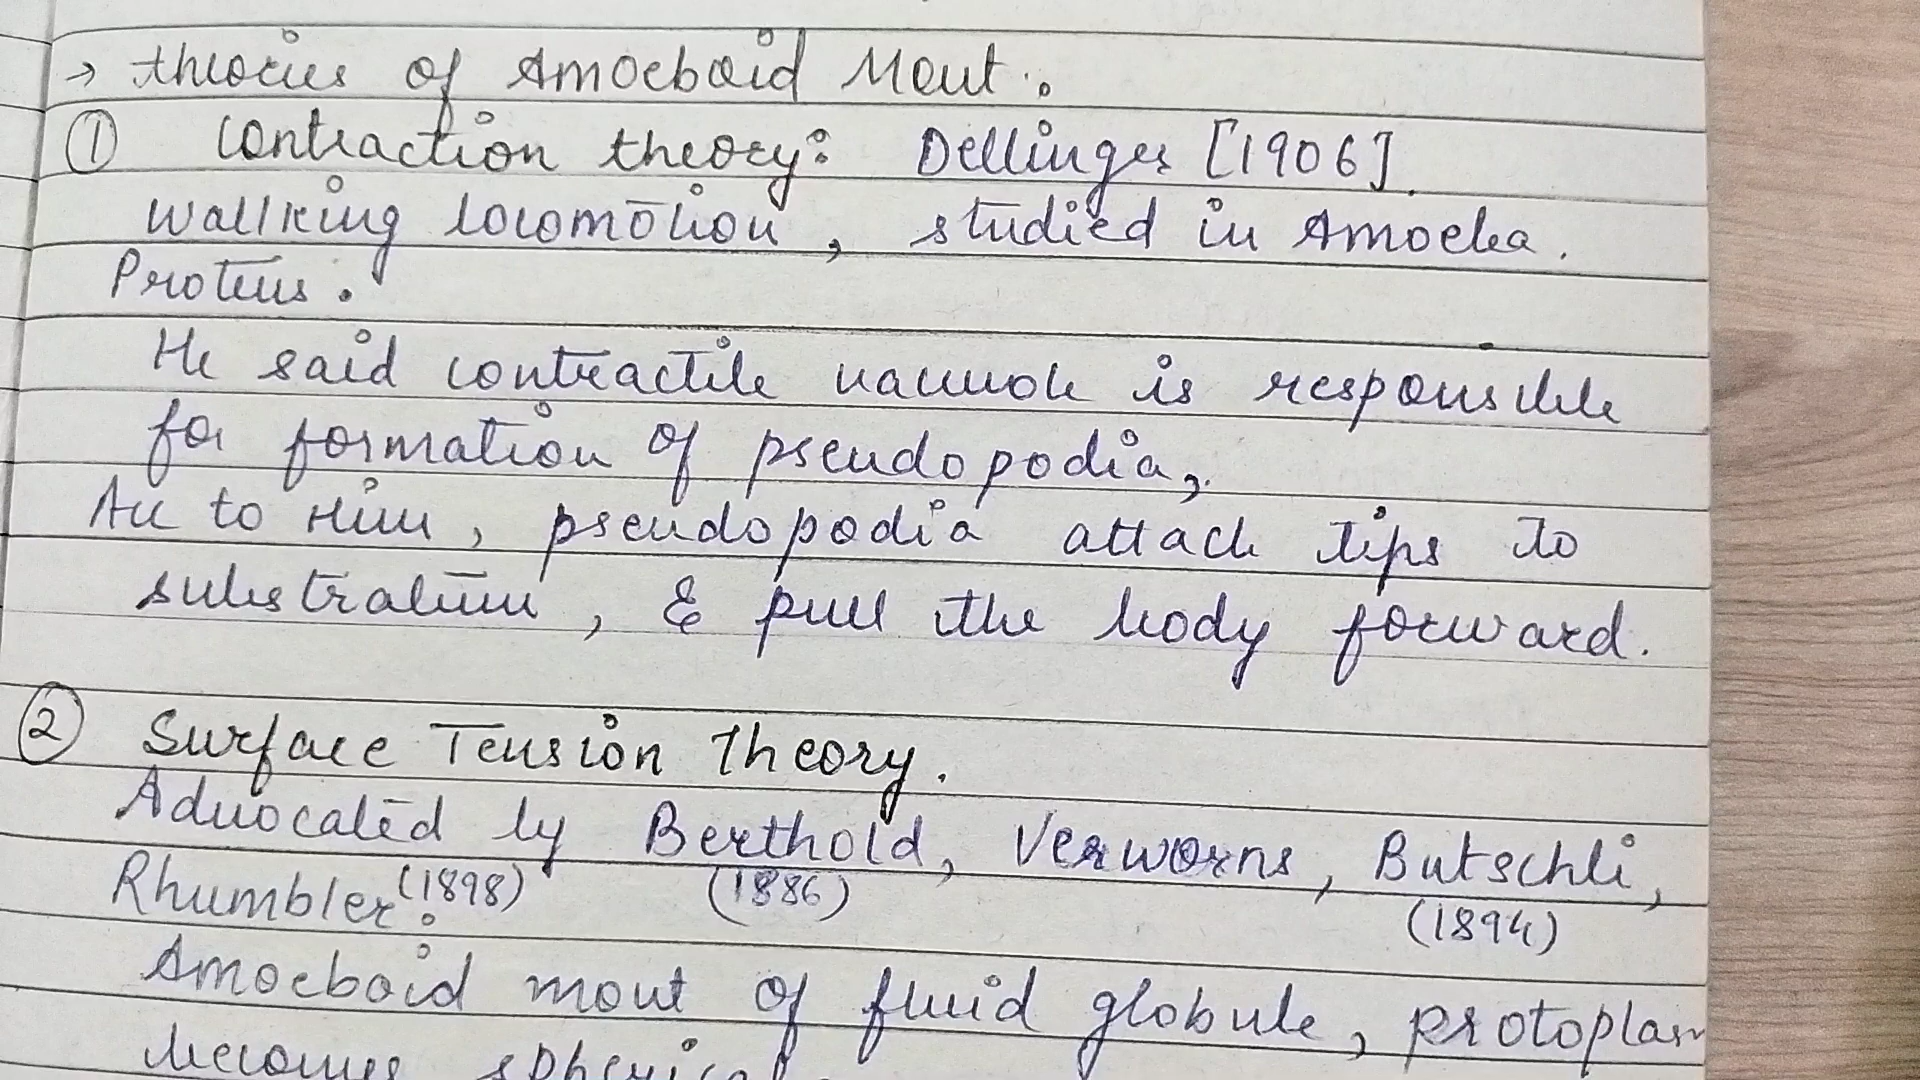 → theories of Amoeboid Movt.
① Contraction theory: Dellinger [1906].
Walking locomotion, studied in Amoeba.
Proteus.
He said contractile vacuole is responsible
for formation of pseudopodia,.
Acc to Him, pseudopodia attach tips to
substratum, & pull the body forward.
② Surface Tension Theory.
Advocated by Berthold, Verworns, Butschli,
Rhumbler: (1898) (1886) (1894)
Amoeboid movt of fluid globule, protoplasm
becomes spherical